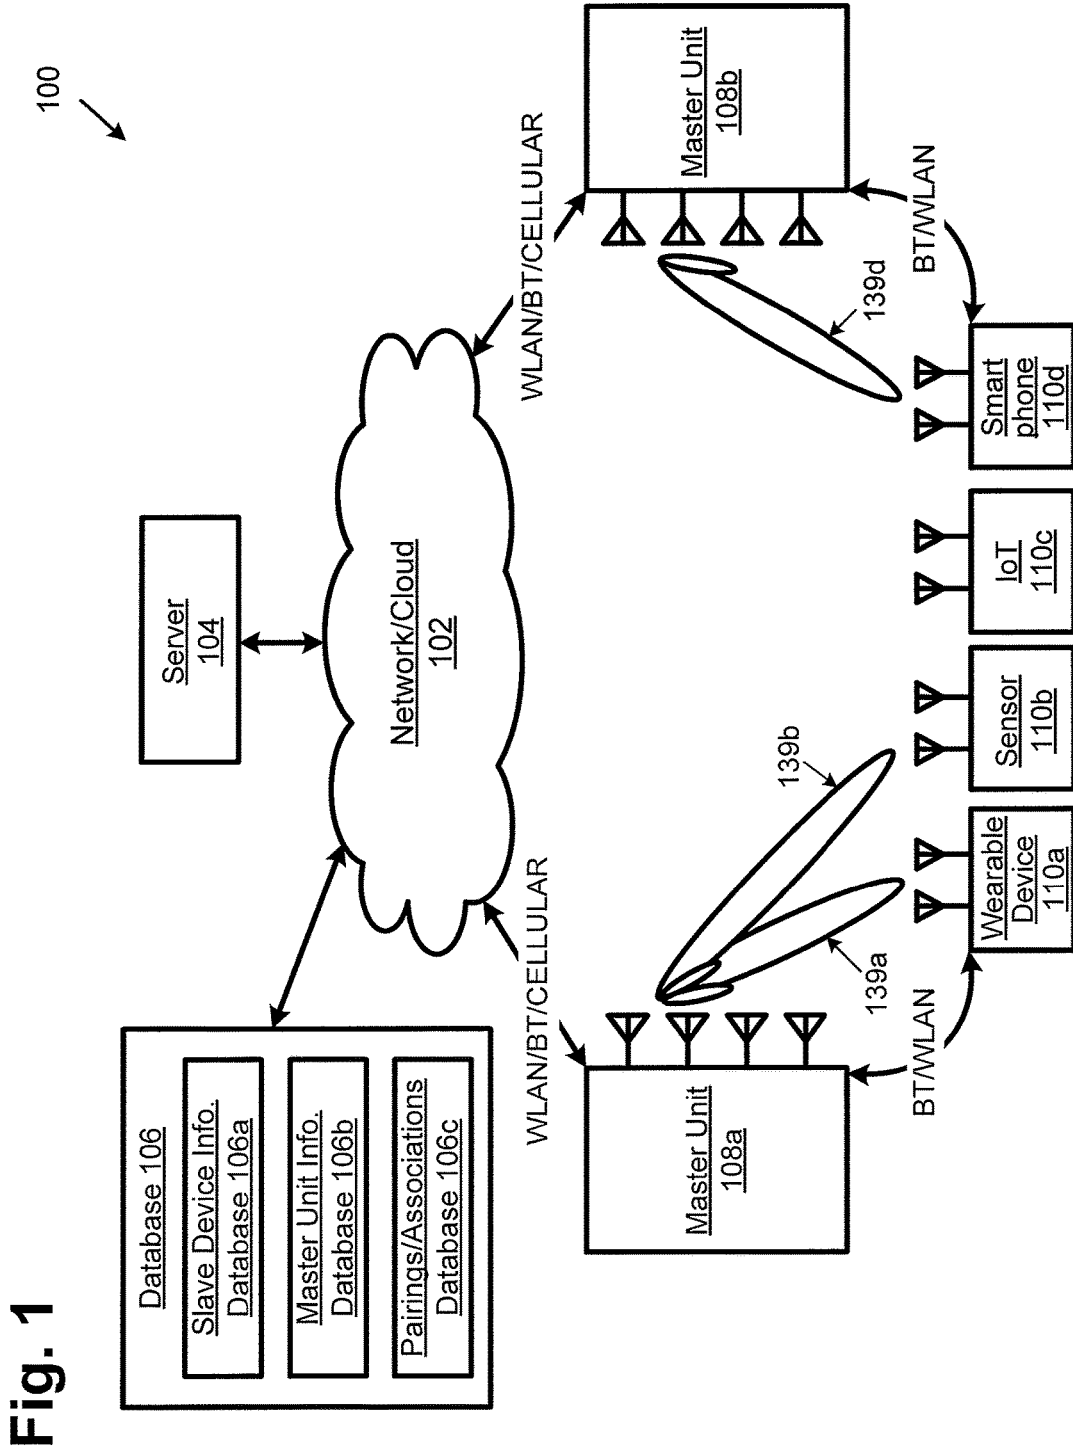 Fig. 1
100
Database 106
Slave Device Info.
Database 106a
Master Unit Info.
Database 106b
Pairings/Associations
Database 106c
Server
104
Network/Cloud
102
WLAN/BT/CELLULAR
WLAN/BT/CELLULAR
Master Unit
108a
Master Unit
108b
139a
139b
139d
BT/WLAN
BT/WLAN
Wearable
Device
110a
Sensor
110b
IoT
110c
Smart
phone
110d